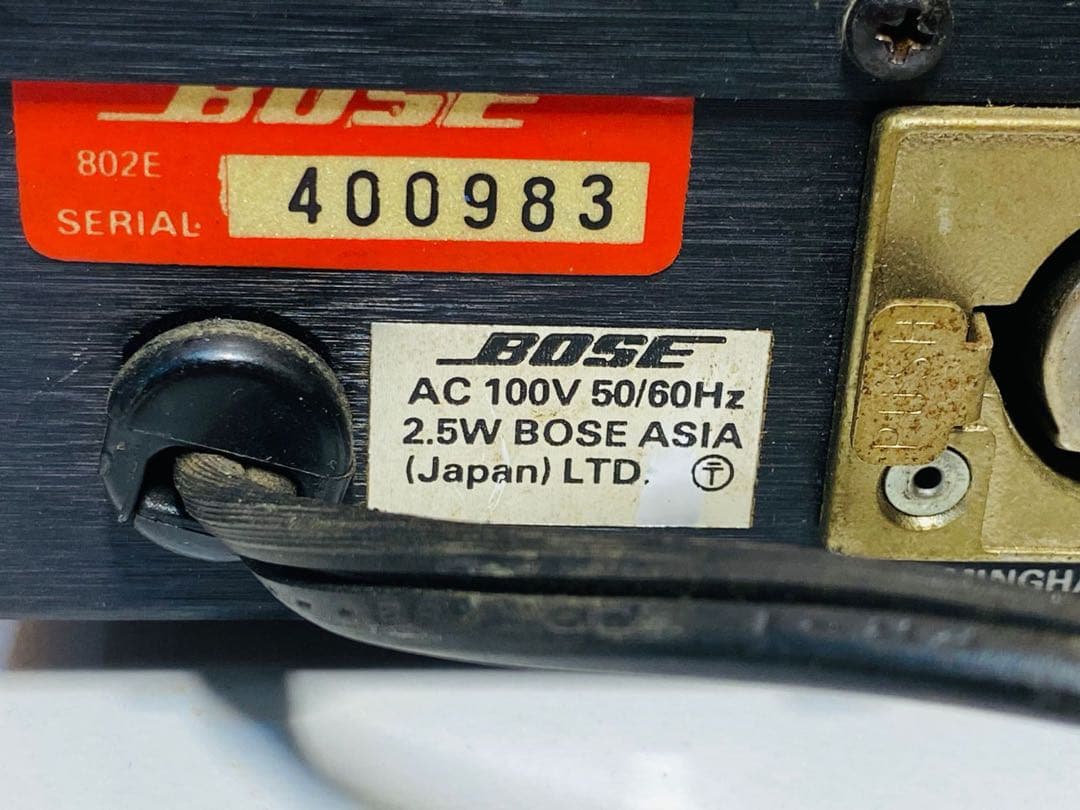 BOSE
802E
SERIAL 400983
BOSE
AC 100V 50/60Hz
2.5W BOSE ASIA
(Japan) LTD. T
PUSH